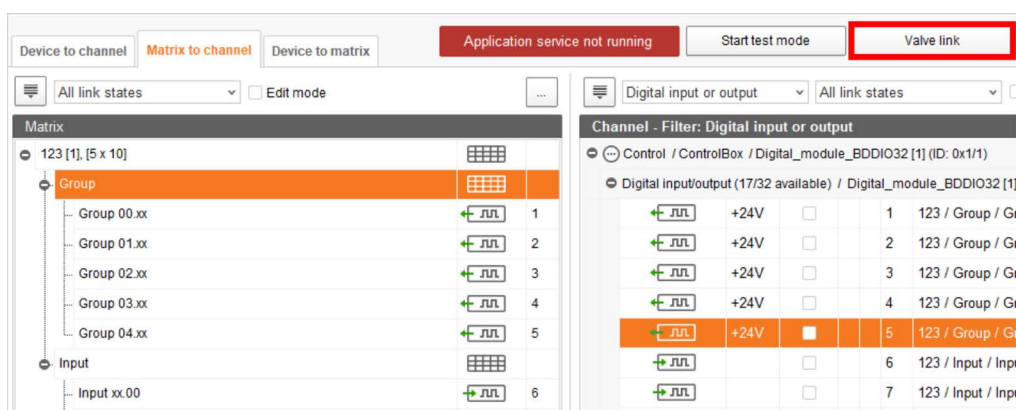 Device to channel Matrix to channel Device to matrix Application service not running Start test mode Valve link
All link states Edit mode ... Digital input or output All link states
Matrix Channel - Filter: Digital input or output
123 [1], [5 x 10] Control / ControlBox / Digital_module_BDDIO32 [1] (ID: 0x1/1)
Group Digital input/output (17/32 available) / Digital_module_BDDIO32 [1]
Group 00.xx 1 +24V 1 123 / Group / Gr
Group 01.xx 2 +24V 2 123 / Group / Gr
Group 02.xx 3 +24V 3 123 / Group / Gr
Group 03.xx 4 +24V 4 123 / Group / Gr
Group 04.xx 5 +24V 5 123 / Group / Gr
Input 6 123 / Input / Inpu
Input xx.00 6 7 123 / Input / Inpu